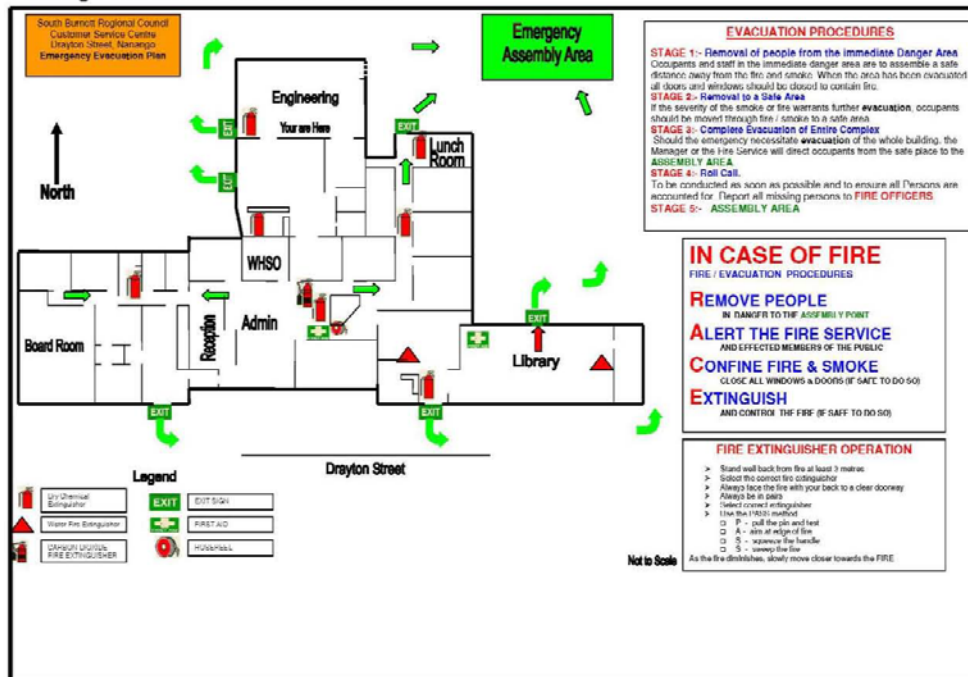 South Burnett Regional Council
Customer Service Centre
Drayton Street, Nanango
Emergency Evacuation Plan
Emergency
Assembly Area
North
Engineering
You are Here
EXIT
EXIT
EXIT
Lunch
Room
WHSO
Admin
Reception
Board Room
Library
EXIT
EXIT
EXIT
Drayton Street
Legend
Dry Chemical
Extinguisher
Water Fire Extinguisher
CARBON DIOXIDE
FIRE EXTINGUISHER
EXIT
EXIT SIGN
FIRST AID
HOSEREEL
Not to Scale
EVACUATION PROCEDURES
STAGE 1:- Removal of people from the immediate Danger Area
Occupants and staff in the immediate danger area are to assemble a safe
distance away from the fire and smoke. When the area has been evacuated
all doors and windows should be closed to contain fire.
STAGE 2:- Removal to a Safe Area
If the severity of the smoke or fire warrants further evacuation, occupants
should be moved through fire / smoke to a safe area
STAGE 3:- Complete Evacuation of Entire Complex
Should the emergency necessitate evacuation of the whole building, the
Manager or the Fire Service will direct occupants from the safe place to the
ASSEMBLY AREA
STAGE 4:- Roll Call.
To be conducted as soon as possible and to ensure all Persons are
accounted for. Report all missing persons to FIRE OFFICERS
STAGE 5:- ASSEMBLY AREA
IN CASE OF FIRE
FIRE / EVACUATION PROCEDURES
REMOVE PEOPLE
IN DANGER TO THE ASSEMBLY POINT
ALERT THE FIRE SERVICE
AND EFFECTED MEMBERS OF THE PUBLIC
CONFINE FIRE & SMOKE
CLOSE ALL WINDOWS & DOORS (IF SAFE TO DO SO)
EXTINGUISH
AND CONTROL THE FIRE (IF SAFE TO DO SO)
FIRE EXTINGUISHER OPERATION
Stand well back from fire at least 3 metres
Select the correct fire extinguisher
Always face the fire with your back to a clear doorway
Always be in pairs
Select correct extinguisher
Use the PASS method
P - pull the pin and test
A - aim at edge of fire
S - squeeze the handle
S - sweep the fire
As the fire diminishes, slowly move closer towards the FIRE